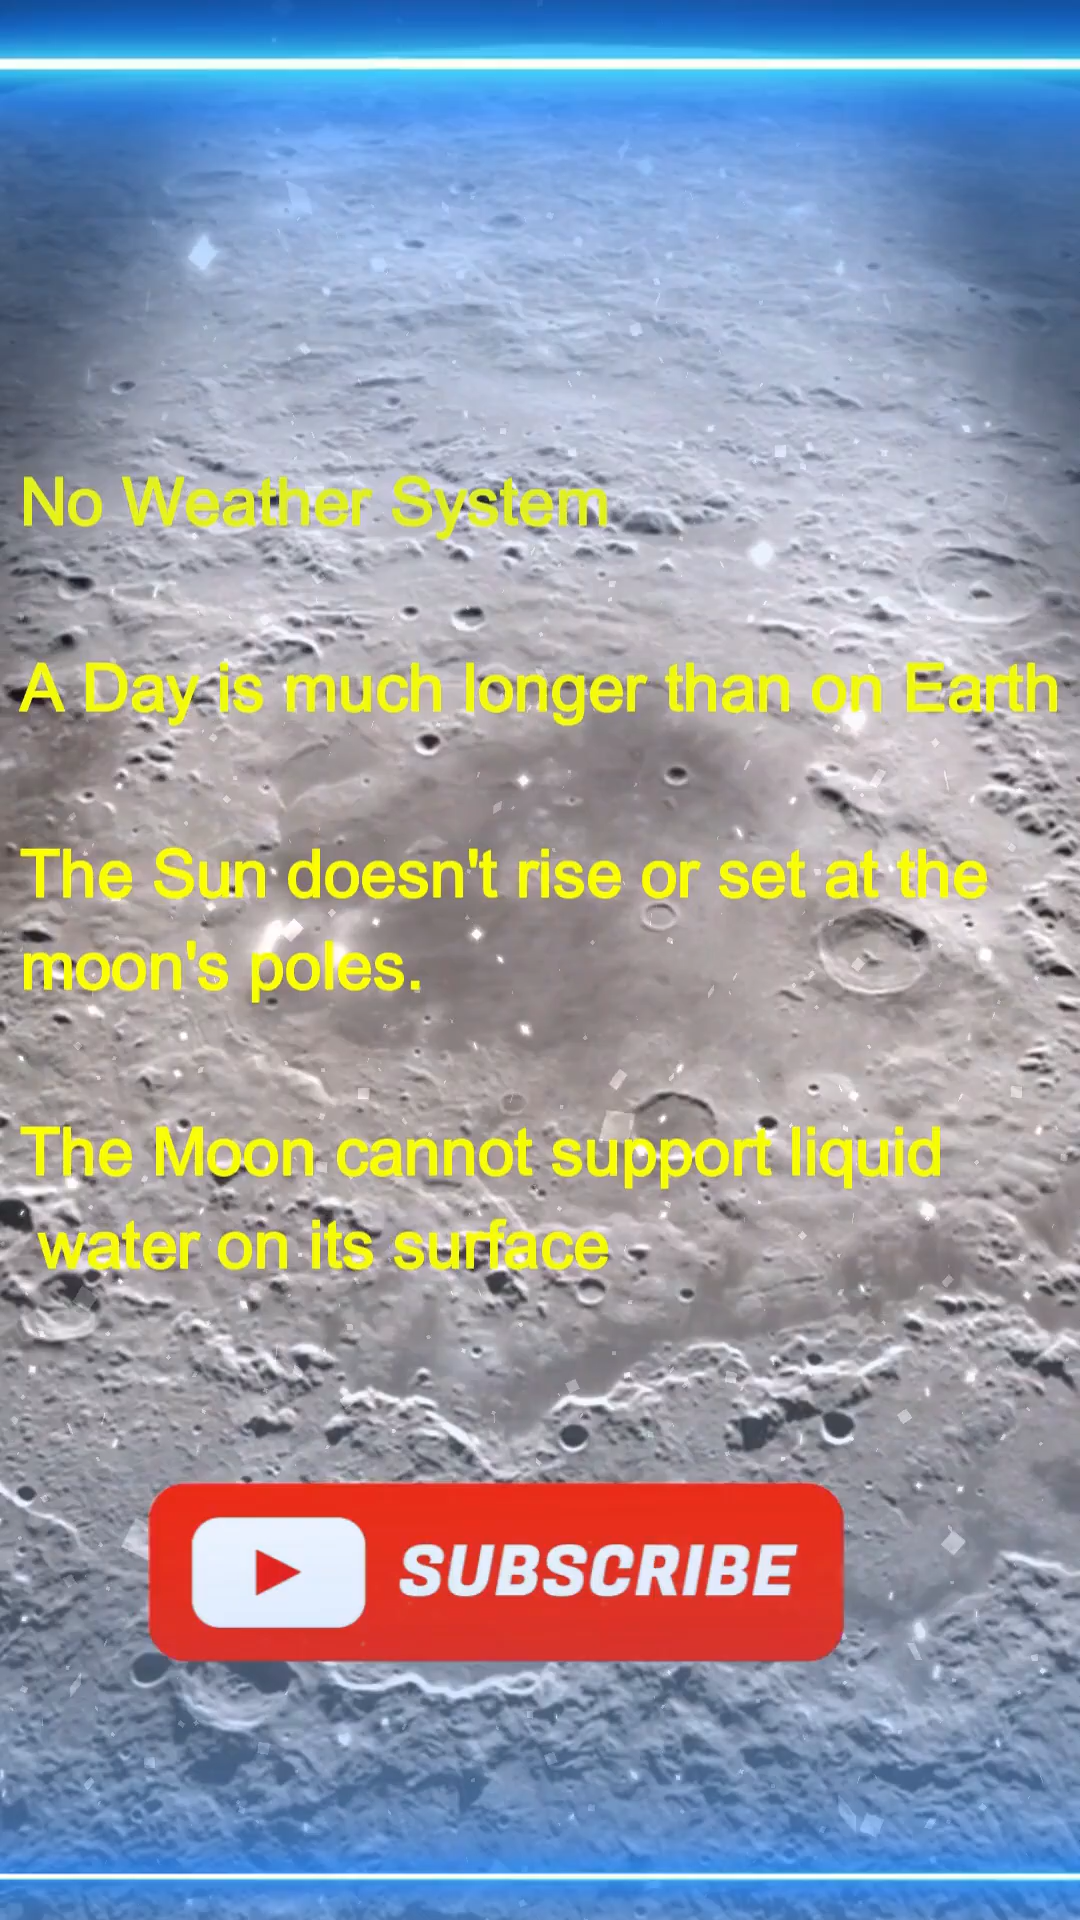 No Weather System
A Day is much longer than on Earth
The Sun doesn't rise or set at the
moon's poles.
The Moon cannot support liquid
water on its surface
SUBSCRIBE